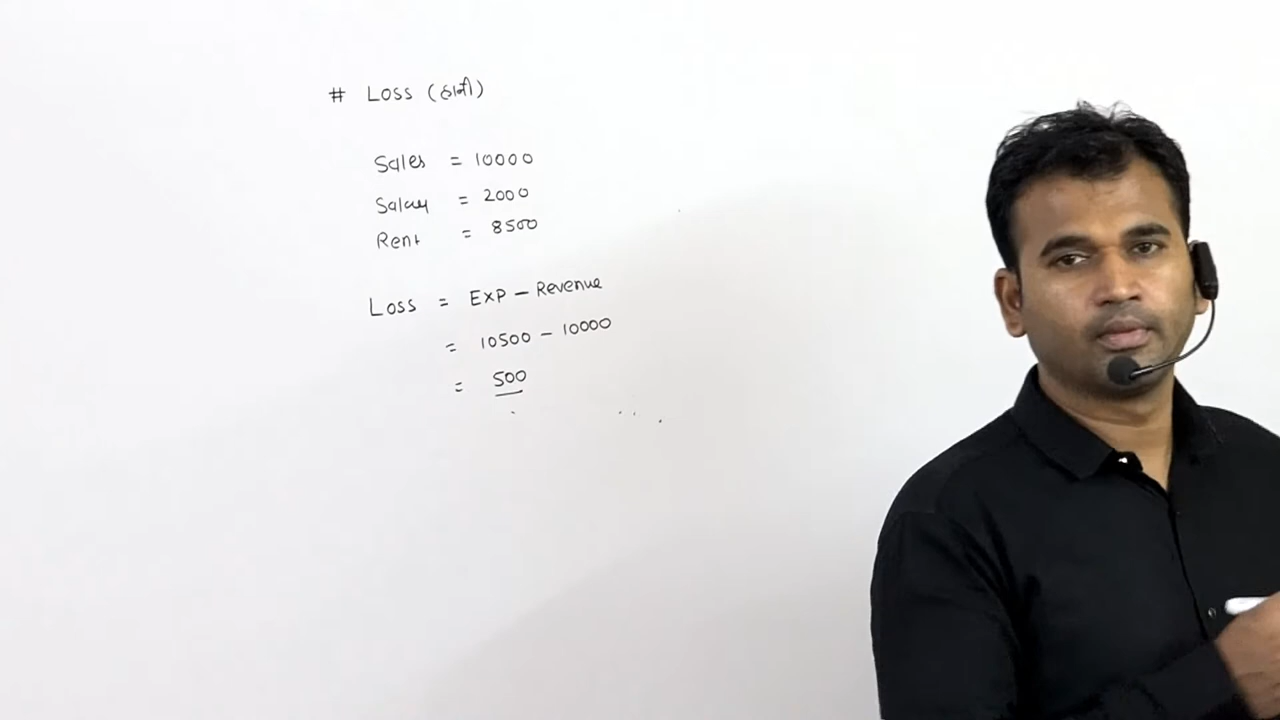 # Loss (हानी)
Sales = 10000
Salary = 2000
Rent = 8500
Loss = EXP - Revenue
= 10500 - 10000
= 500